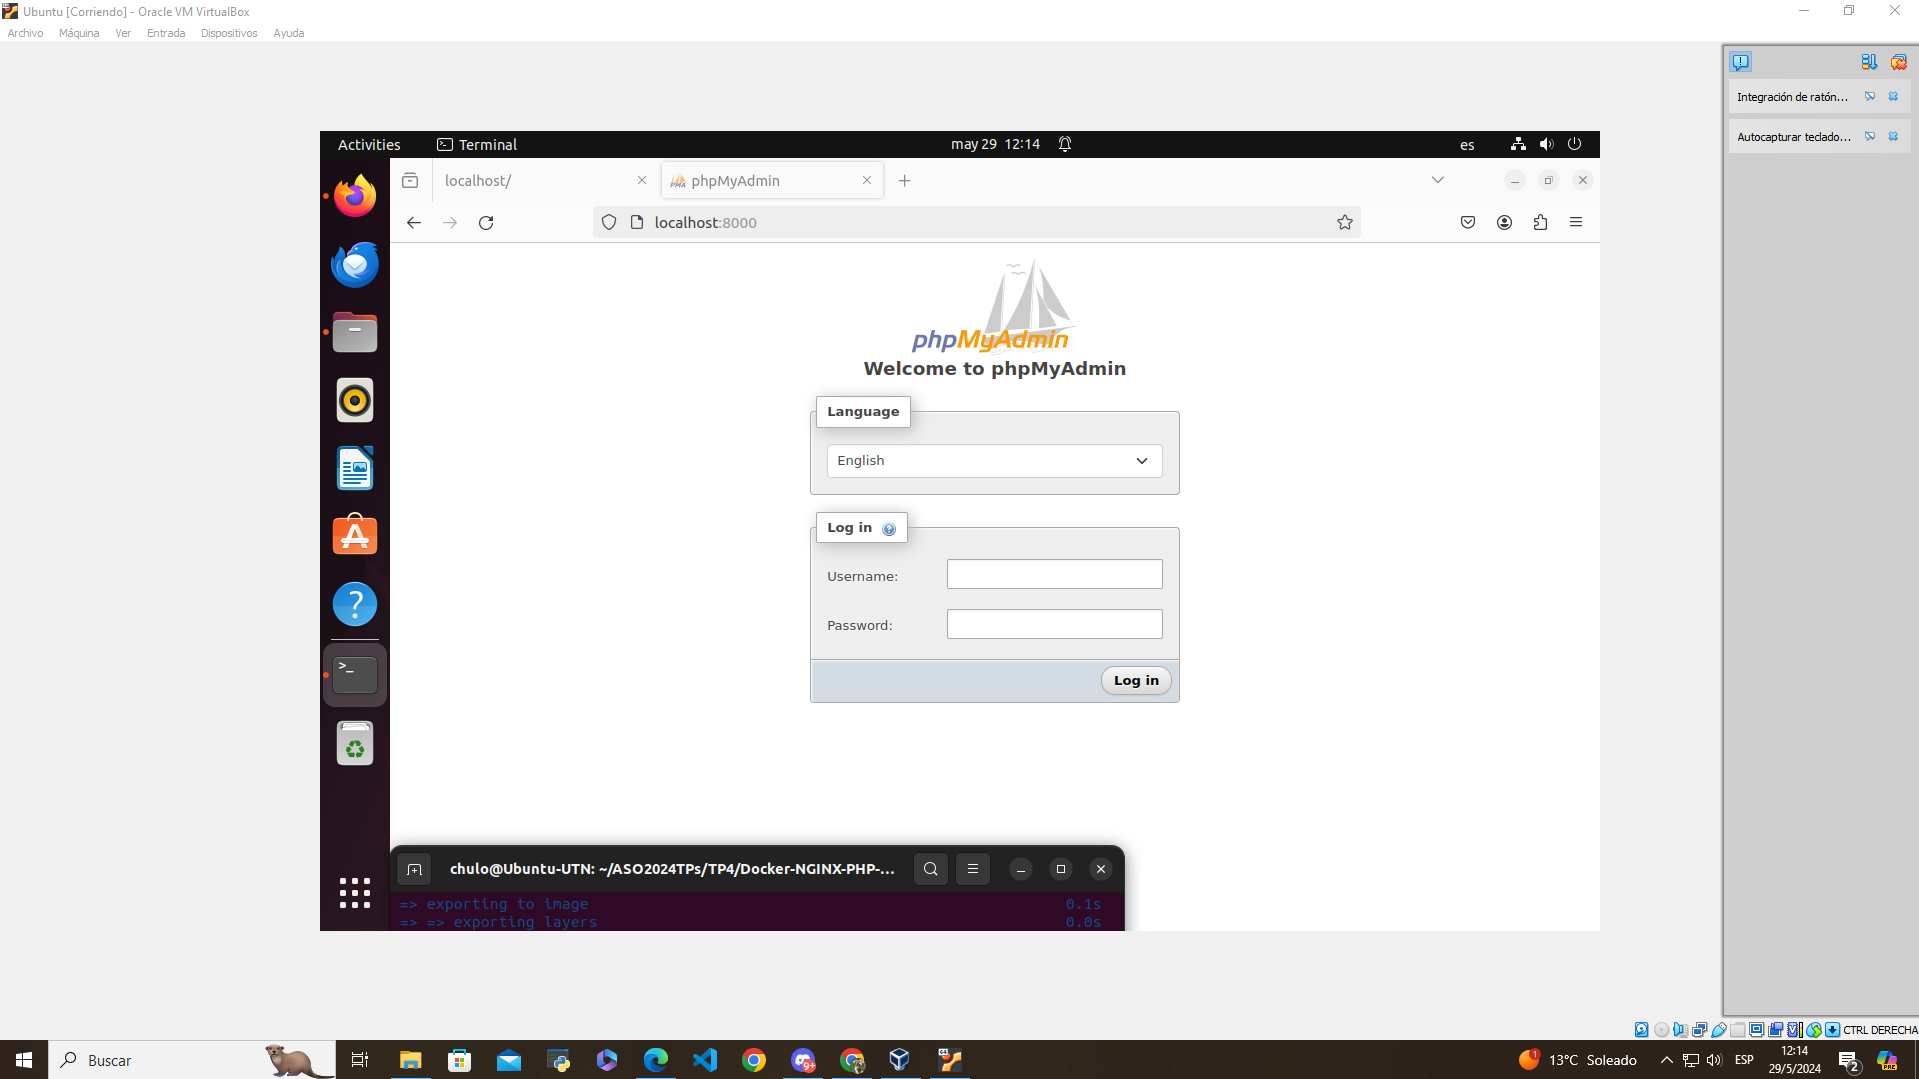 Ubuntu [Corriendo] - Oracle VM VirtualBox
Archivo Máquina Ver Entrada Dispositivos Ayuda
Integración de ratón...
Autocapturar teclado...
Activities Terminal may 29 12:14 es
localhost/ phpMyAdmin
localhost:8000
phpMyAdmin
Welcome to phpMyAdmin
Language
English
Log in
Username:
Password:
Log in
chulo@Ubuntu-UTN: ~/ASO2024TPs/TP4/Docker-NGINX-PHP-...
=> exporting to image 0.1s
=> => exporting layers 0.0s
CTRL DERECHA
Buscar 13°C Soleado ESP 12:14
29/5/2024